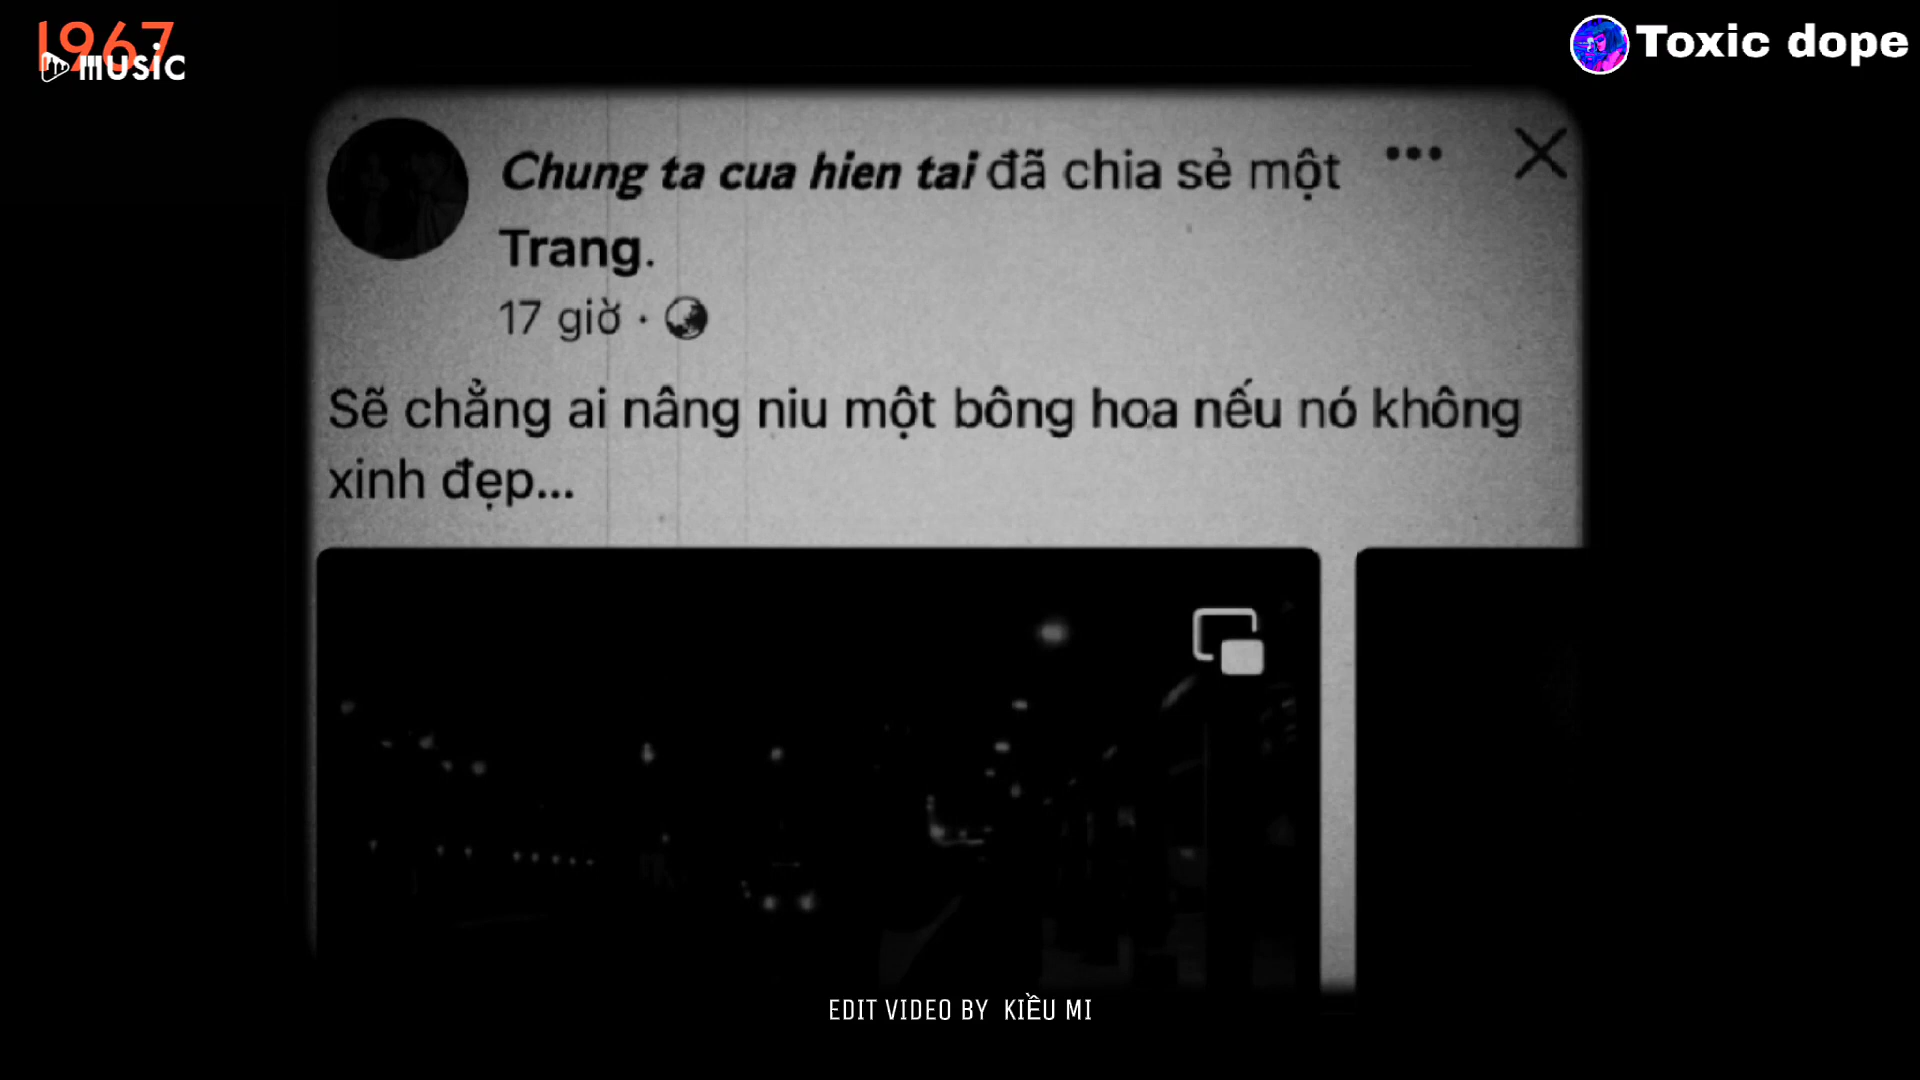 1967
music
Toxic dope
Chung ta cua hien tai đã chia sẻ một
Trang.
17 giờ ·
Sẽ chẳng ai nâng niu một bông hoa nếu nó không
xinh đẹp...
EDIT VIDEO BY KIỀU MI